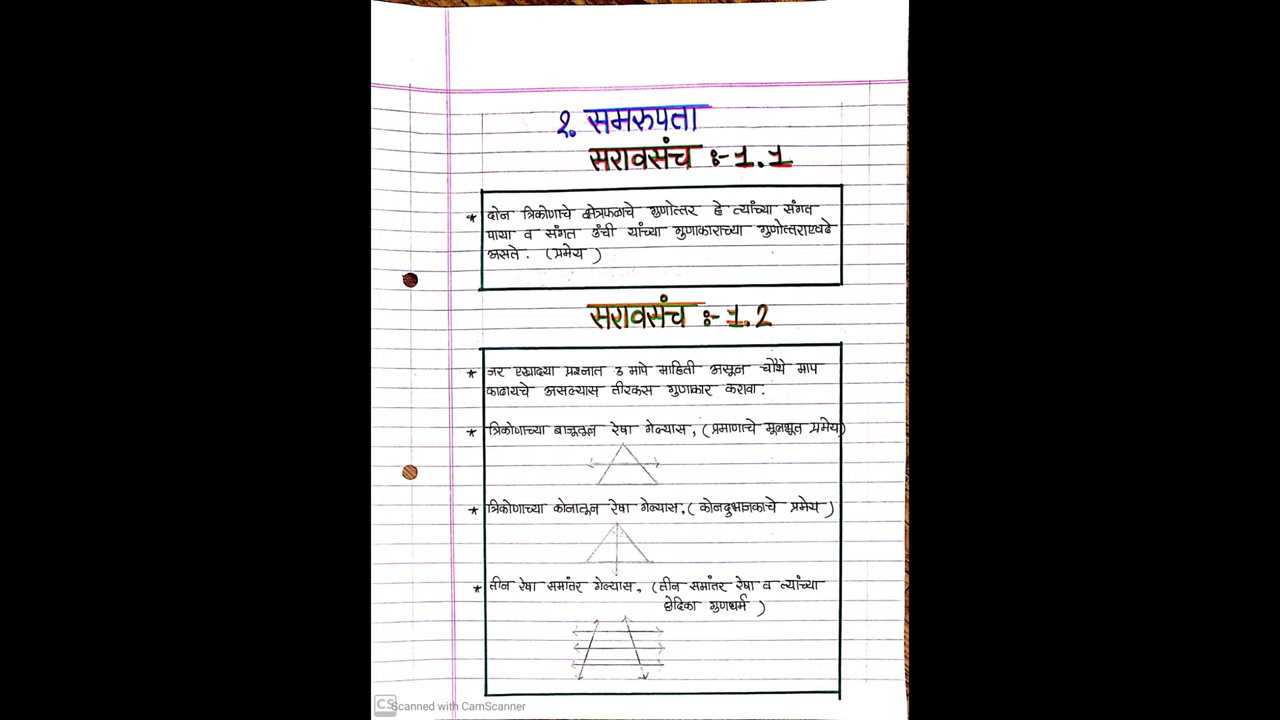 १. समरुपता
सरावसंच :- 1.1
* दोन त्रिकोणाचे क्षेत्रफळाचे गुणोत्तर हे त्यांच्या संगत
पाया व संगत उंची यांच्या गुणाकाराच्या गुणोत्तराएवढे
असते. (प्रमेय)
सरावसंच :- 1.2
* जर एखाद्या प्रश्नात 3 मापे माहिती असून चौथे माप
काढायचे असल्यास तीरकस गुणाकार करावा.
* त्रिकोणाच्या बाजूतून रेषा गेल्यास, (प्रमाणाचे मूलभूत प्रमेय)
* त्रिकोणाच्या कोनातून रेषा गेल्यास, (कोनदुभाजकाचे प्रमेय)
* तीन रेषा समांतर गेल्यास, (तीन समांतर रेषा व त्यांच्या
छेदिका गुणधर्म)
CS Scanned with CamScanner